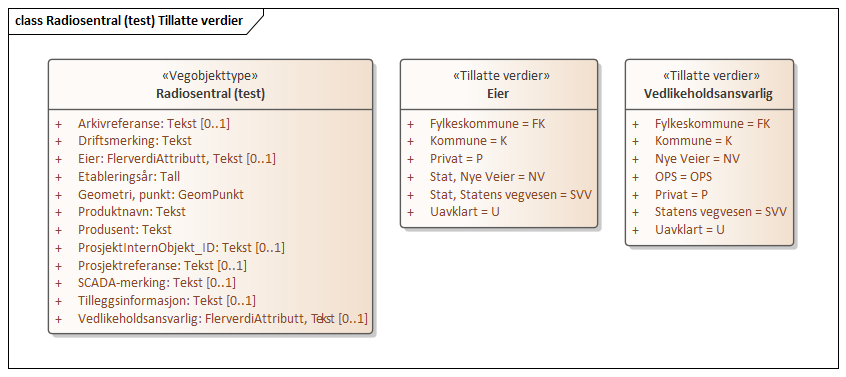 class Radiosentral (test) Tillatte verdier
«Vegobjekttype»
Radiosentral (test)
+ Arkivreferanse: Tekst [0..1]
+ Driftsmerking: Tekst
+ Eier: FlerverdiAttributt, Tekst [0..1]
+ Etableringsår: Tall
+ Geometri, punkt: GeomPunkt
+ Produktnavn: Tekst
+ Produsent: Tekst
+ ProsjektInternObjekt_ID: Tekst [0..1]
+ Prosjektreferanse: Tekst [0..1]
+ SCADA-merking: Tekst [0..1]
+ Tilleggsinformasjon: Tekst [0..1]
+ Vedlikeholdsansvarlig: FlerverdiAttributt, Tekst [0..1]
«Tillatte verdier»
Eier
+ Fylkeskommune = FK
+ Kommune = K
+ Privat = P
+ Stat, Nye Veier = NV
+ Stat, Statens vegvesen = SVV
+ Uavklart = U
«Tillatte verdier»
Vedlikeholdsansvarlig
+ Fylkeskommune = FK
+ Kommune = K
+ Nye Veier = NV
+ OPS = OPS
+ Privat = P
+ Statens vegvesen = SVV
+ Uavklart = U